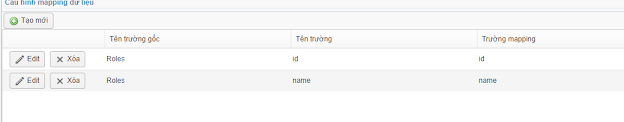 Cấu hình mapping dữ liệu
Tạo mới
Tên trường gốc Tên trường Trường mapping
Edit Xóa Roles id id
Edit Xóa Roles name name